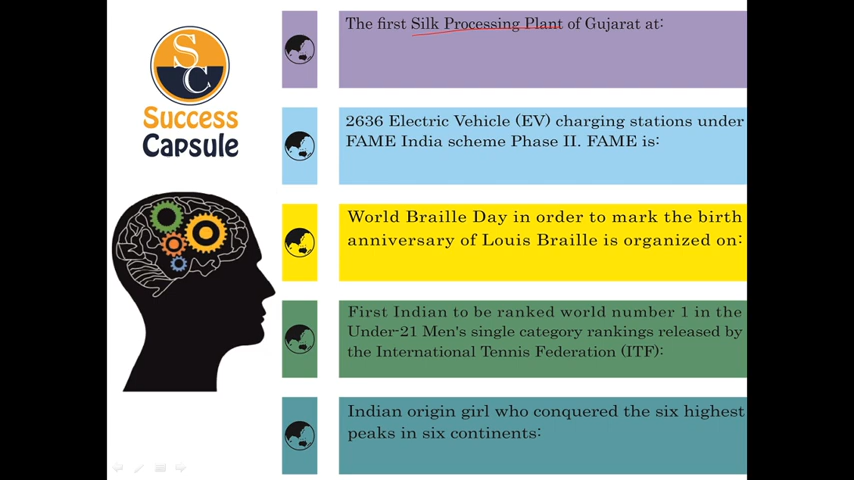 S
C
Success
Capsule
The first Silk Processing Plant of Gujarat at:
2636 Electric Vehicle (EV) charging stations under
FAME India scheme Phase II. FAME is:
World Braille Day in order to mark the birth
anniversary of Louis Braille is organized on:
First Indian to be ranked world number 1 in the
Under-21 Men's single category rankings released by
the International Tennis Federation (ITF):
Indian origin girl who conquered the six highest
peaks in six continents: